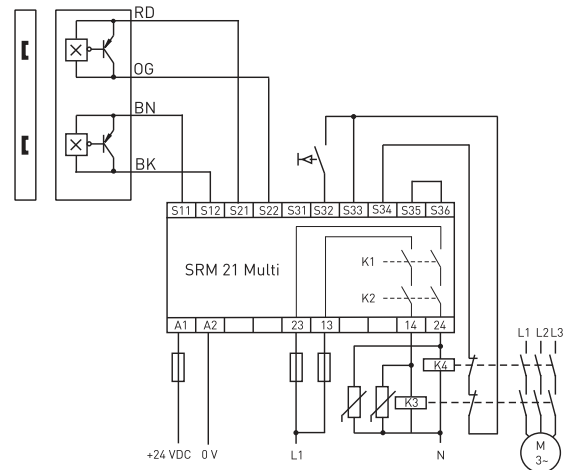 RD
OG
BN
BK
S11 S12 S21 S22 S31 S32 S33 S34 S35 S36
SRM 21 Multi
K1
K2
A1 A2 23 13 14 24
L1 L2 L3
K4
K3
+24 VDC 0 V L1 N
M
3~